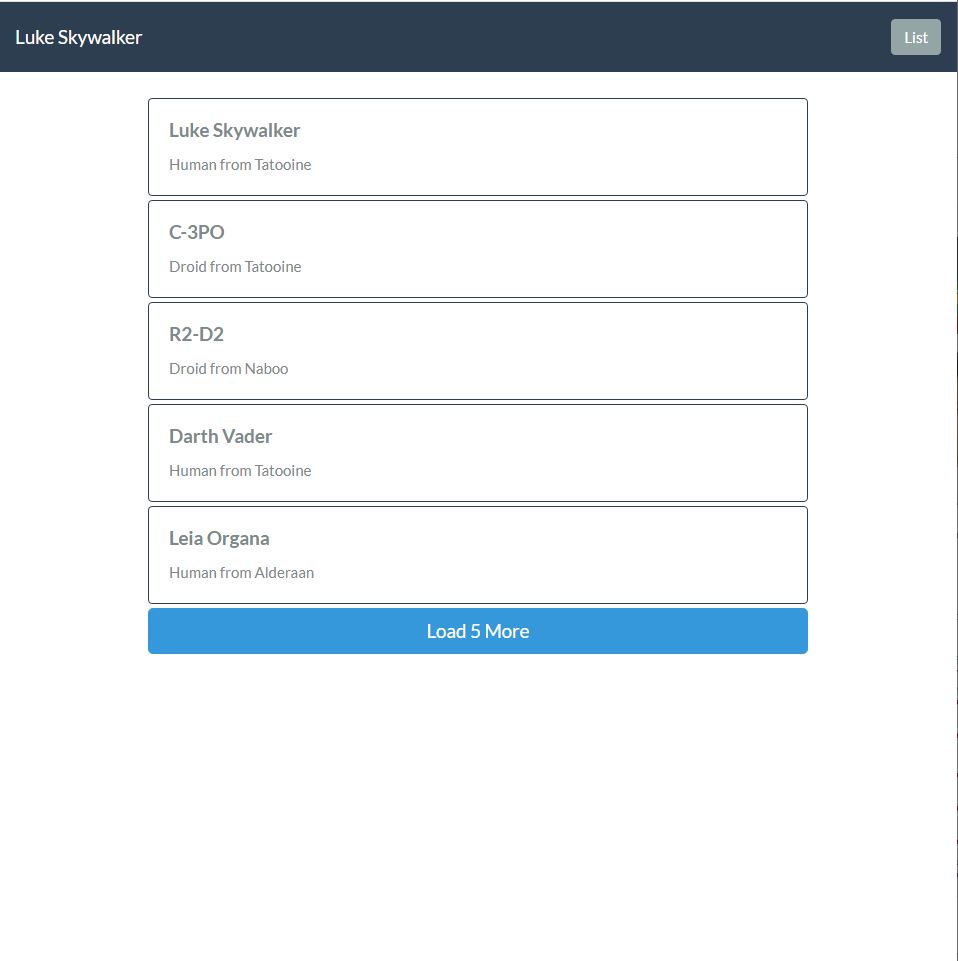 Luke Skywalker
List
Luke Skywalker
Human from Tatooine
C-3PO
Droid from Tatooine
R2-D2
Droid from Naboo
Darth Vader
Human from Tatooine
Leia Organa
Human from Alderaan
Load 5 More